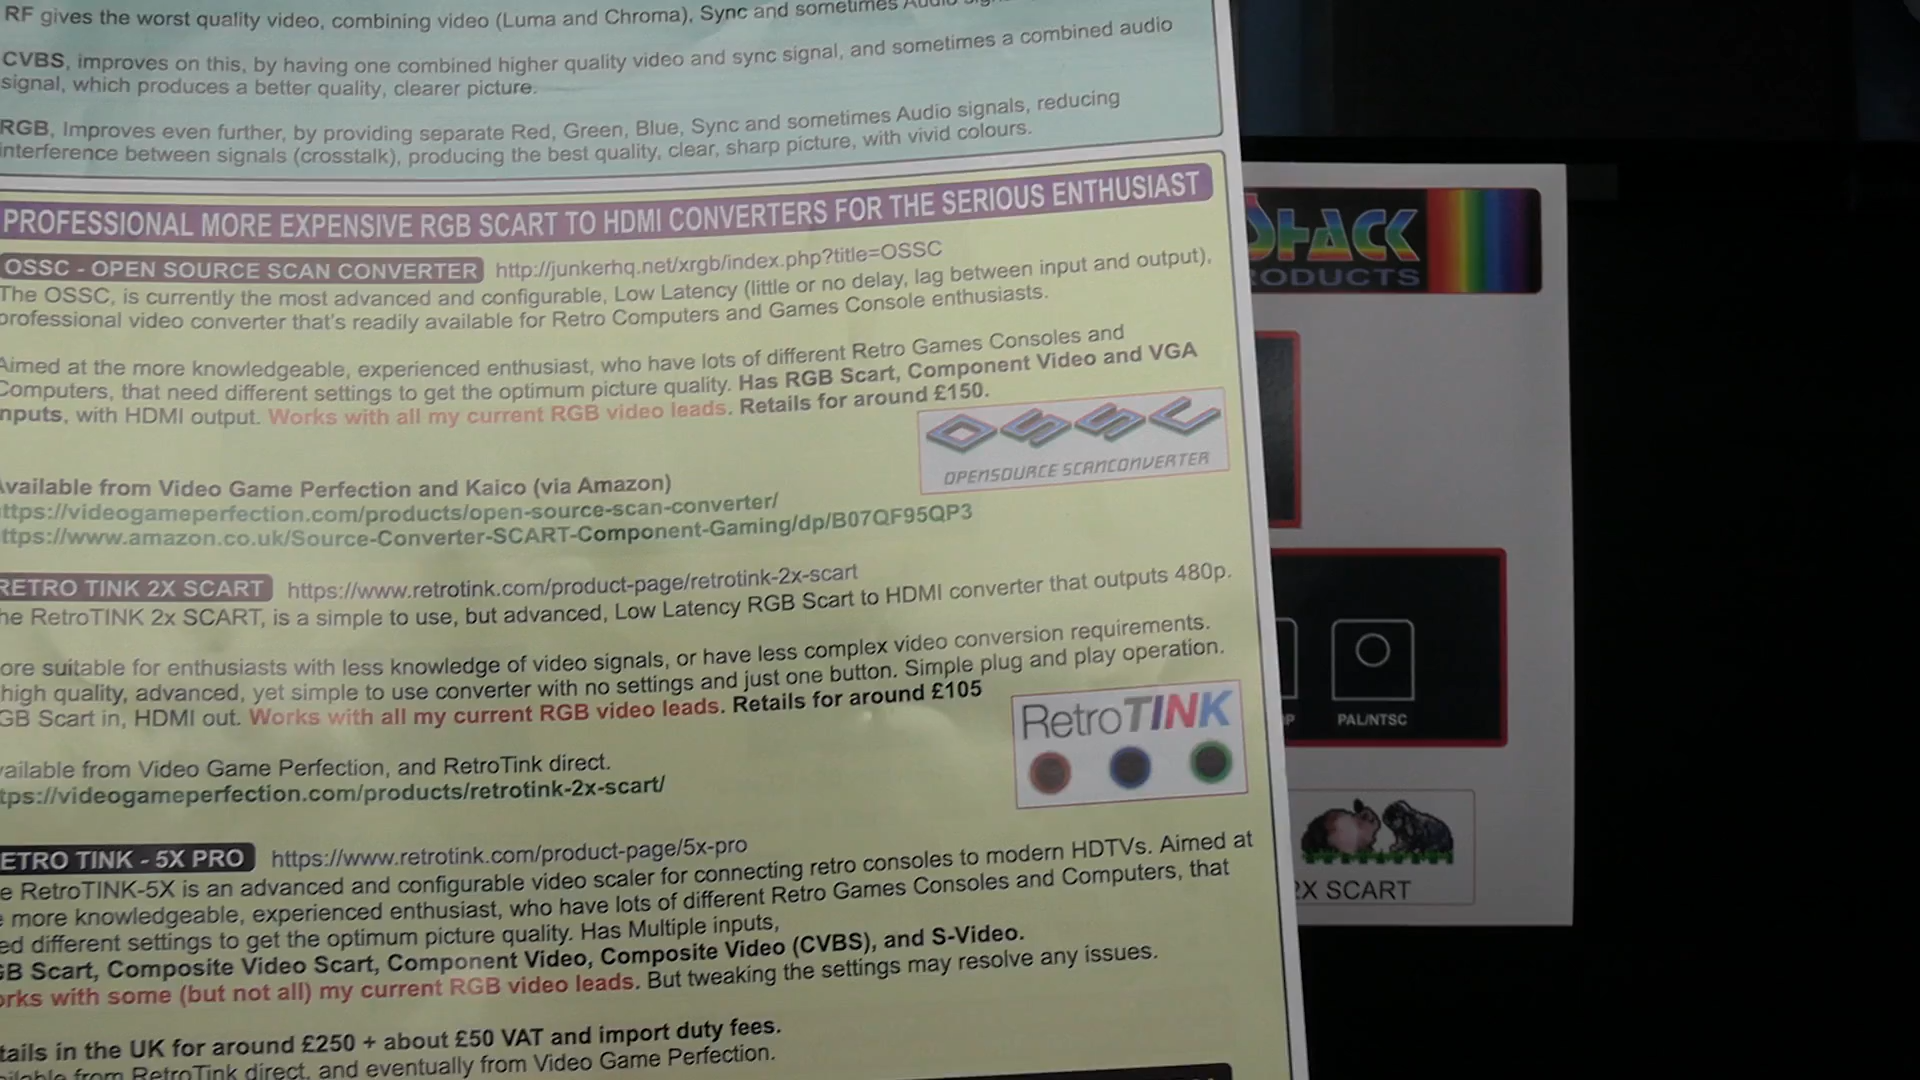 RF gives the worst quality video, combining video (Luma and Chroma), Sync and sometimes Audio
CVBS, improves on this, by having one combined higher quality video and sync signal, and sometimes a combined audio
signal, which produces a better quality, clearer picture.
RGB, Improves even further, by providing separate Red, Green, Blue, Sync and sometimes Audio signals, reducing
interference between signals (crosstalk), producing the best quality, clear, sharp picture, with vivid colours.
PROFESSIONAL MORE EXPENSIVE RGB SCART TO HDMI CONVERTERS FOR THE SERIOUS ENTHUSIAST
OSSC - OPEN SOURCE SCAN CONVERTER http://junkerhq.net/xrgb/index.php?title=OSSC
The OSSC, is currently the most advanced and configurable, Low Latency (little or no delay, lag between input and output),
professional video converter that's readily available for Retro Computers and Games Console enthusiasts.
Aimed at the more knowledgeable, experienced enthusiast, who have lots of different Retro Games Consoles and
Computers, that need different settings to get the optimum picture quality. Has RGB Scart, Component Video and VGA
nputs, with HDMI output. Works with all my current RGB video leads. Retails for around £150.
OSSC
OPENSOURCE SCANCONVERTER
Available from Video Game Perfection and Kaico (via Amazon)
ttps://videogameperfection.com/products/open-source-scan-converter/
ttps://www.amazon.co.uk/Source-Converter-SCART-Component-Gaming/dp/B07QF95QP3
RETRO TINK 2X SCART https://www.retrotink.com/product-page/retrotink-2x-scart
he RetroTINK 2x SCART, is a simple to use, but advanced, Low Latency RGB Scart to HDMI converter that outputs 480p.
ore suitable for enthusiasts with less knowledge of video signals, or have less complex video conversion requirements.
high quality, advanced, yet simple to use converter with no settings and just one button. Simple plug and play operation.
GB Scart in, HDMI out. Works with all my current RGB video leads. Retails for around £105
RetroTINK
vailable from Video Game Perfection, and RetroTink direct.
tps://videogameperfection.com/products/retrotink-2x-scart/
ETRO TINK - 5X PRO https://www.retrotink.com/product-page/5x-pro
e RetroTINK-5X is an advanced and configurable video scaler for connecting retro consoles to modern HDTVs. Aimed at
e more knowledgeable, experienced enthusiast, who have lots of different Retro Games Consoles and Computers, that
ed different settings to get the optimum picture quality. Has Multiple inputs,
GB Scart, Composite Video Scart, Component Video, Composite Video (CVBS), and S-Video.
orks with some (but not all) my current RGB video leads. But tweaking the settings may resolve any issues.
tails in the UK for around £250 + about £50 VAT and import duty fees.
ailable from RetroTink direct, and eventually from Video Game Perfection.
HACK
ODUCTS
P
PAL/NTSC
2X SCART